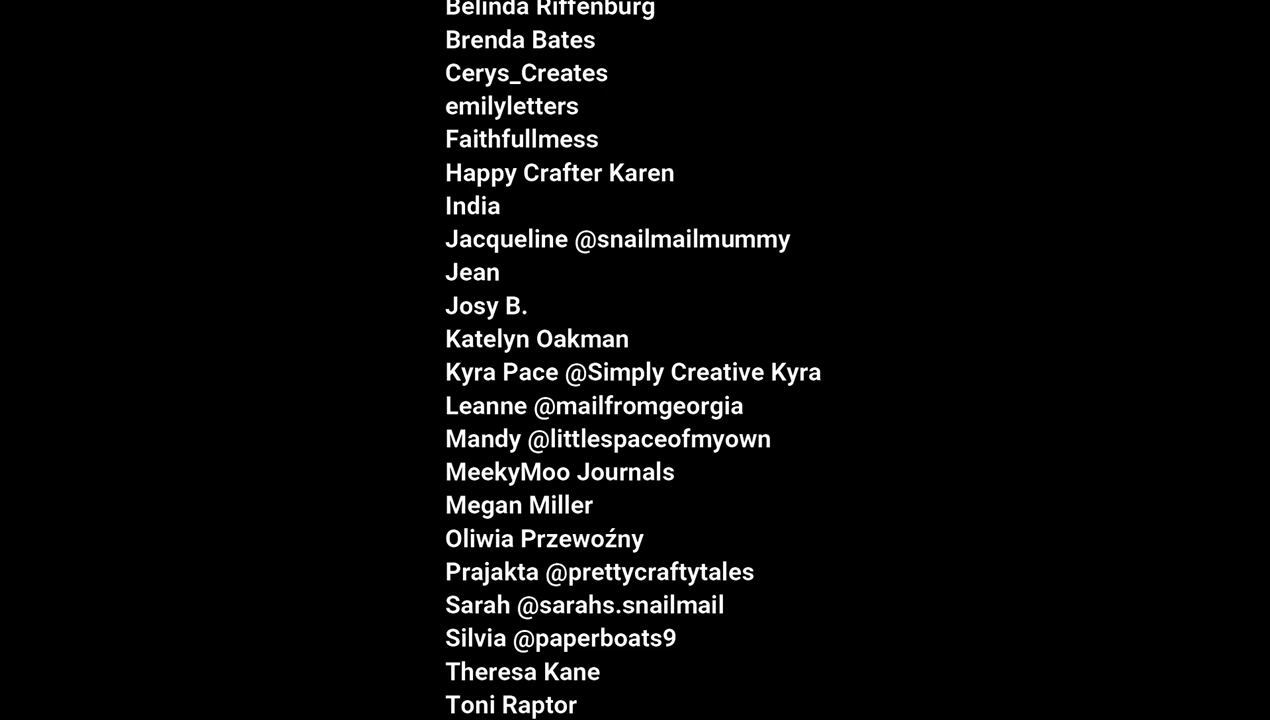 Belinda Riffenburg
Brenda Bates
Cerys_Creates
emilyletters
Faithfullmess
Happy Crafter Karen
India
Jacqueline @snailmailmummy
Jean
Josy B.
Katelyn Oakman
Kyra Pace @Simply Creative Kyra
Leanne @mailfromgeorgia
Mandy @littlespaceofmyown
MeekyMoo Journals
Megan Miller
Oliwia Przewoźny
Prajakta @prettycraftytales
Sarah @sarahs.snailmail
Silvia @paperboats9
Theresa Kane
Toni Raptor